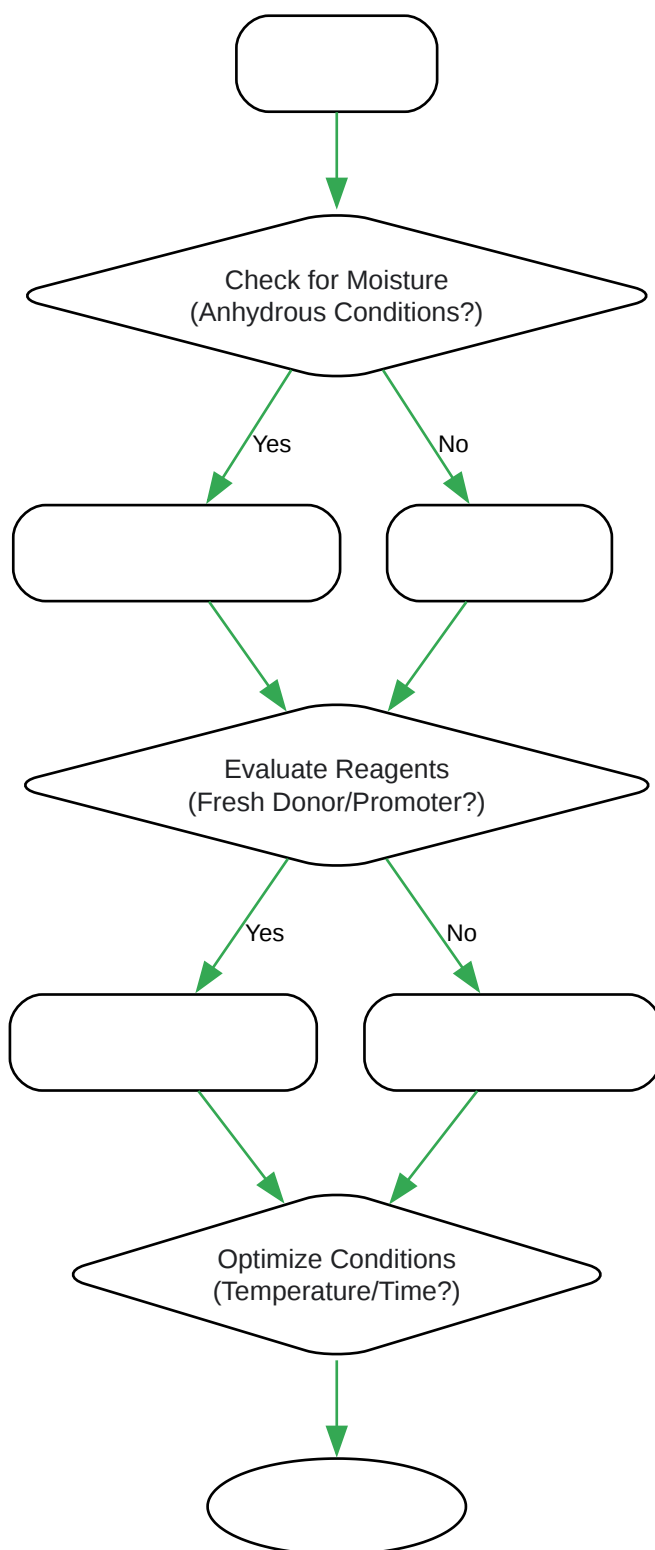 Check for Moisture
(Anhydrous Conditions?)
Yes
No
Evaluate Reagents
(Fresh Donor/Promoter?)
Yes
No
Optimize Conditions
(Temperature/Time?)